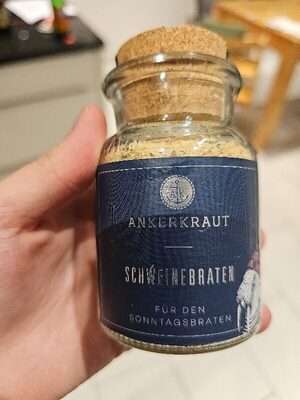 ANKERKRAUT
SCHWEINEBRATEN
FÜR DEN
SONNTAGSBRATEN